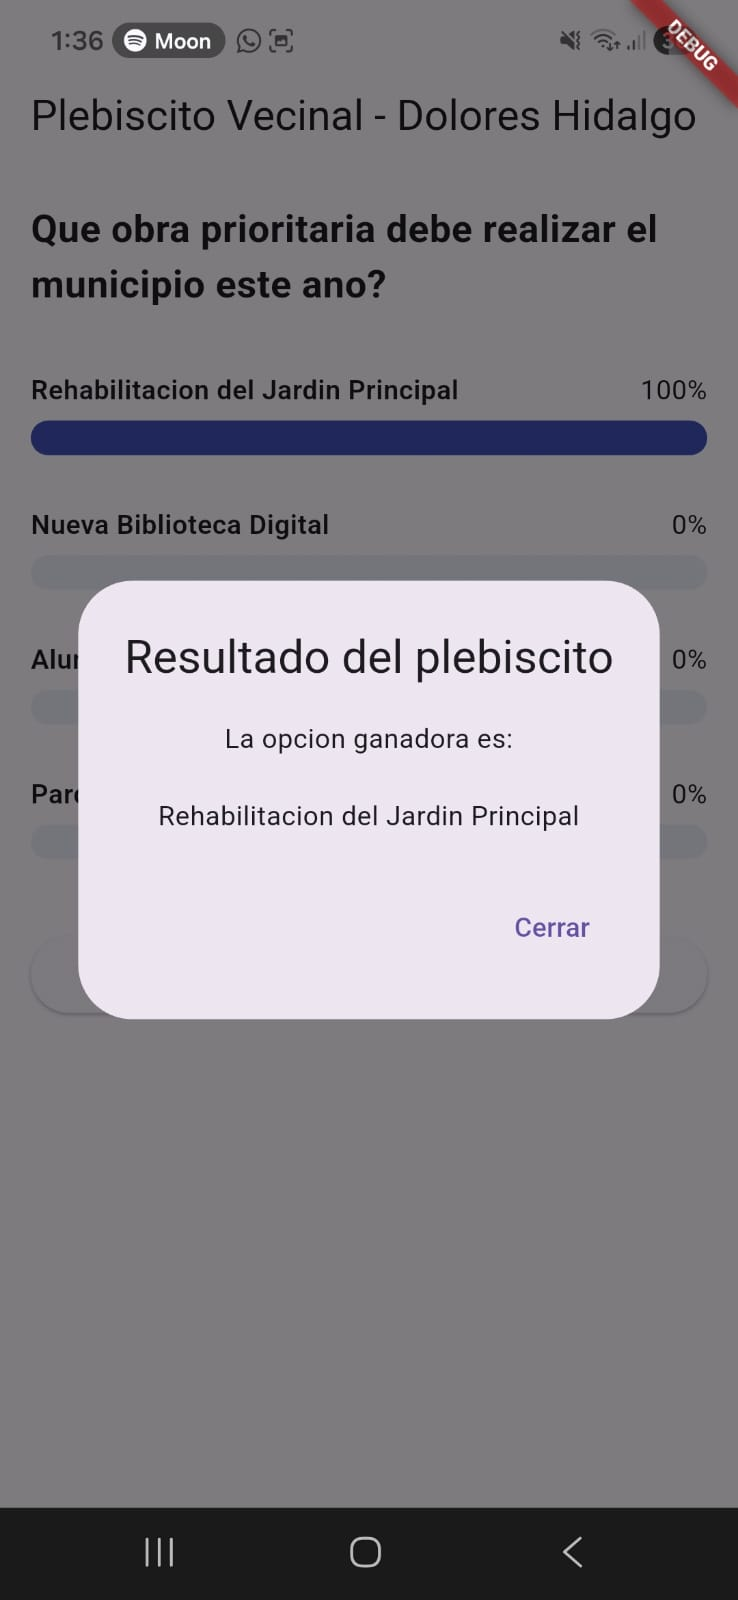 1:36 Moon
DEBUG
Plebiscito Vecinal - Dolores Hidalgo
Que obra prioritaria debe realizar el
municipio este ano?
Rehabilitacion del Jardin Principal 100%
Nueva Biblioteca Digital 0%
0%
0%
Resultado del plebiscito
La opcion ganadora es:
Rehabilitacion del Jardin Principal
Cerrar